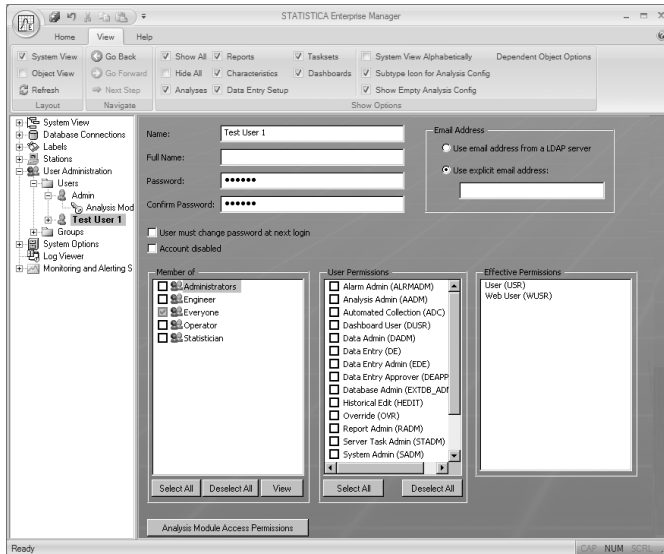 STATISTICA Enterprise Manager
Home View Help
System View Go Back Show All Reports Tasksets System View Alphabetically Dependent Object Options
Object View Go Forward Hide All Characteristics Dashboards Subtype Icon for Analysis Config
Refresh Next Step Analyses Data Entry Setup Show Empty Analysis Config
Layout Navigate Show Options
System View
Database Connections
Labels
Stations
User Administration
Users
Admin
Analysis Mod
Test User 1
Groups
System Options
Log Viewer
Monitoring and Alerting S
Name: Test User 1
Full Name:
Password: ••••••
Confirm Password: ••••••
Email Address
Use email address from a LDAP server
Use explicit email address:
User must change password at next login
Account disabled
Member of
Administrators
Engineer
Everyone
Operator
Statistician
Select All Deselect All View
User Permissions
Alarm Admin (ALRMADM)
Analysis Admin (AADM)
Automated Collection (ADC)
Dashboard User (DUSR)
Data Admin (DADM)
Data Entry (DE)
Data Entry Admin (EDE)
Data Entry Approver (DEAPP
Database Admin (EXTDB_ADM
Historical Edit (HEDIT)
Override (OVR)
Report Admin (RADM)
Server Task Admin (STADM)
System Admin (SADM)
Select All Deselect All
Effective Permissions
User (USR)
Web User (WUSR)
Analysis Module Access Permissions
Ready CAP NUM SCRL